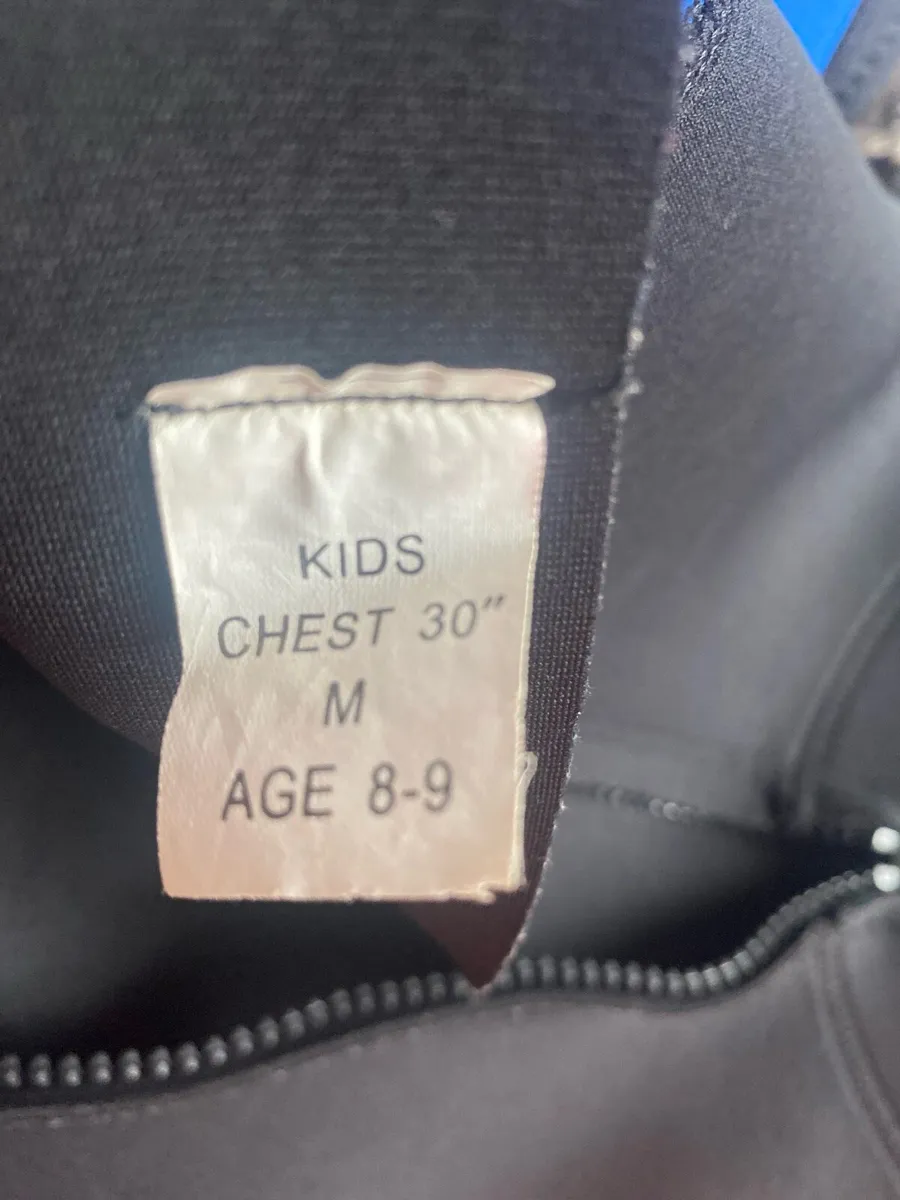 KIDS
CHEST 30"
M
AGE 8-9